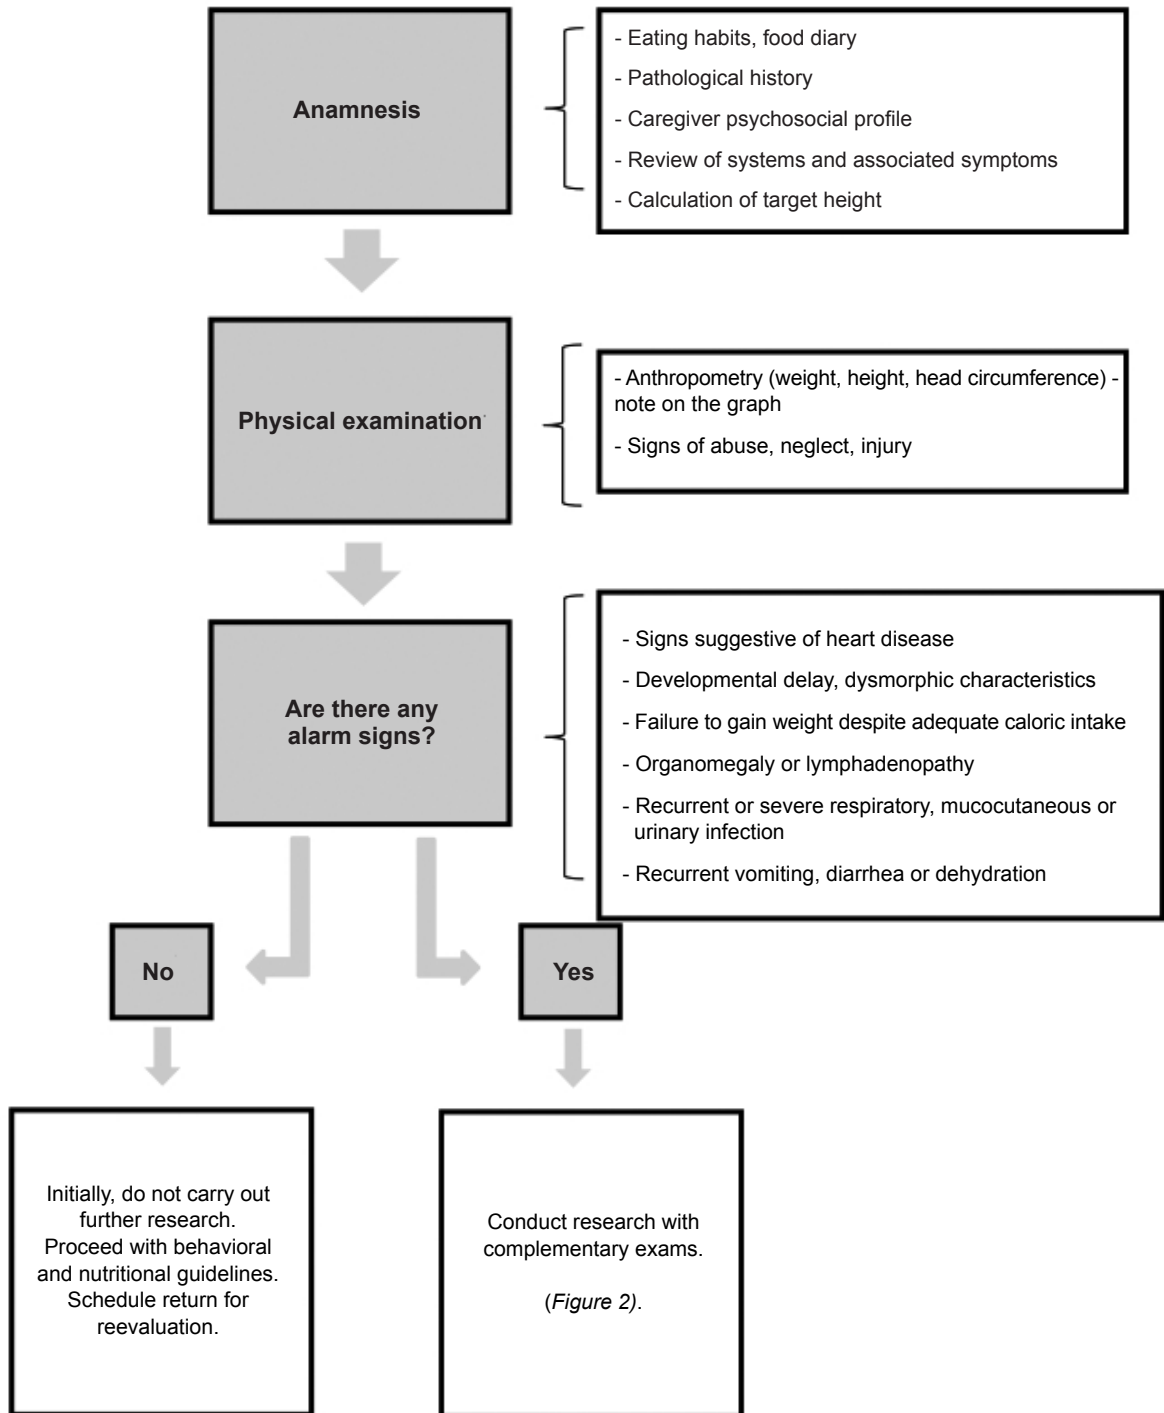 Anamnesis
- Eating habits, food diary
- Pathological history
- Caregiver psychosocial profile
- Review of systems and associated symptoms
- Calculation of target height
Physical examination
- Anthropometry (weight, height, head circumference) -
note on the graph
- Signs of abuse, neglect, injury
Are there any
alarm signs?
- Signs suggestive of heart disease
- Developmental delay, dysmorphic characteristics
- Failure to gain weight despite adequate caloric intake
- Organomegaly or lymphadenopathy
- Recurrent or severe respiratory, mucocutaneous or
urinary infection
- Recurrent vomiting, diarrhea or dehydration
No
Yes
Initially, do not carry out
further research.
Proceed with behavioral
and nutritional guidelines.
Schedule return for
reevaluation.
Conduct research with
complementary exams.
(Figure 2).